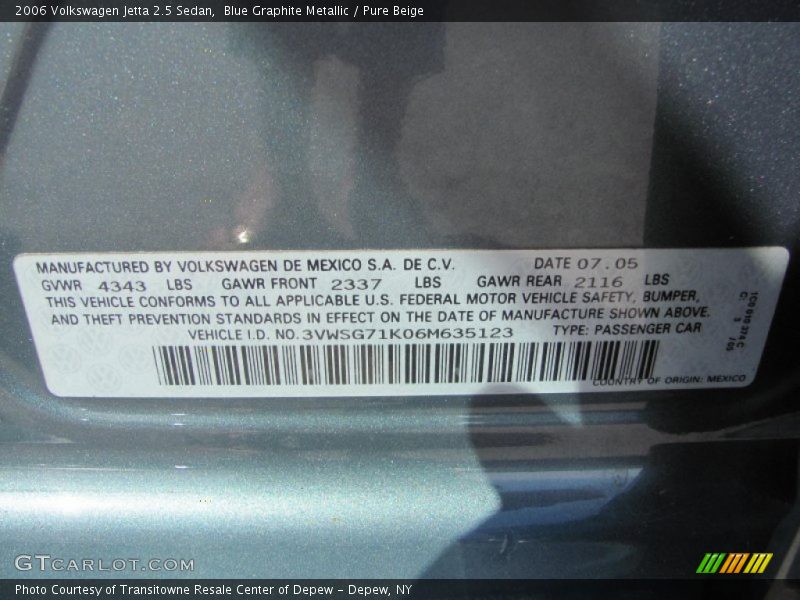 2006 Volkswagen Jetta 2.5 Sedan, Blue Graphite Metallic / Pure Beige
MANUFACTURED BY VOLKSWAGEN DE MEXICO S.A. DE C.V. DATE 07.05
GVWR 4343 LBS GAWR FRONT 2337 LBS GAWR REAR 2116 LBS
THIS VEHICLE CONFORMS TO ALL APPLICABLE U.S. FEDERAL MOTOR VEHICLE SAFETY, BUMPER,
AND THEFT PREVENTION STANDARDS IN EFFECT ON THE DATE OF MANUFACTURE SHOWN ABOVE.
VEHICLE I.D. NO. 3VWSG71K06M635123 TYPE: PASSENGER CAR
COUNTRY OF ORIGIN: MEXICO
1C0 010 374 C
GTCARLOT.COM
Photo Courtesy of Transitowne Resale Center of Depew – Depew, NY